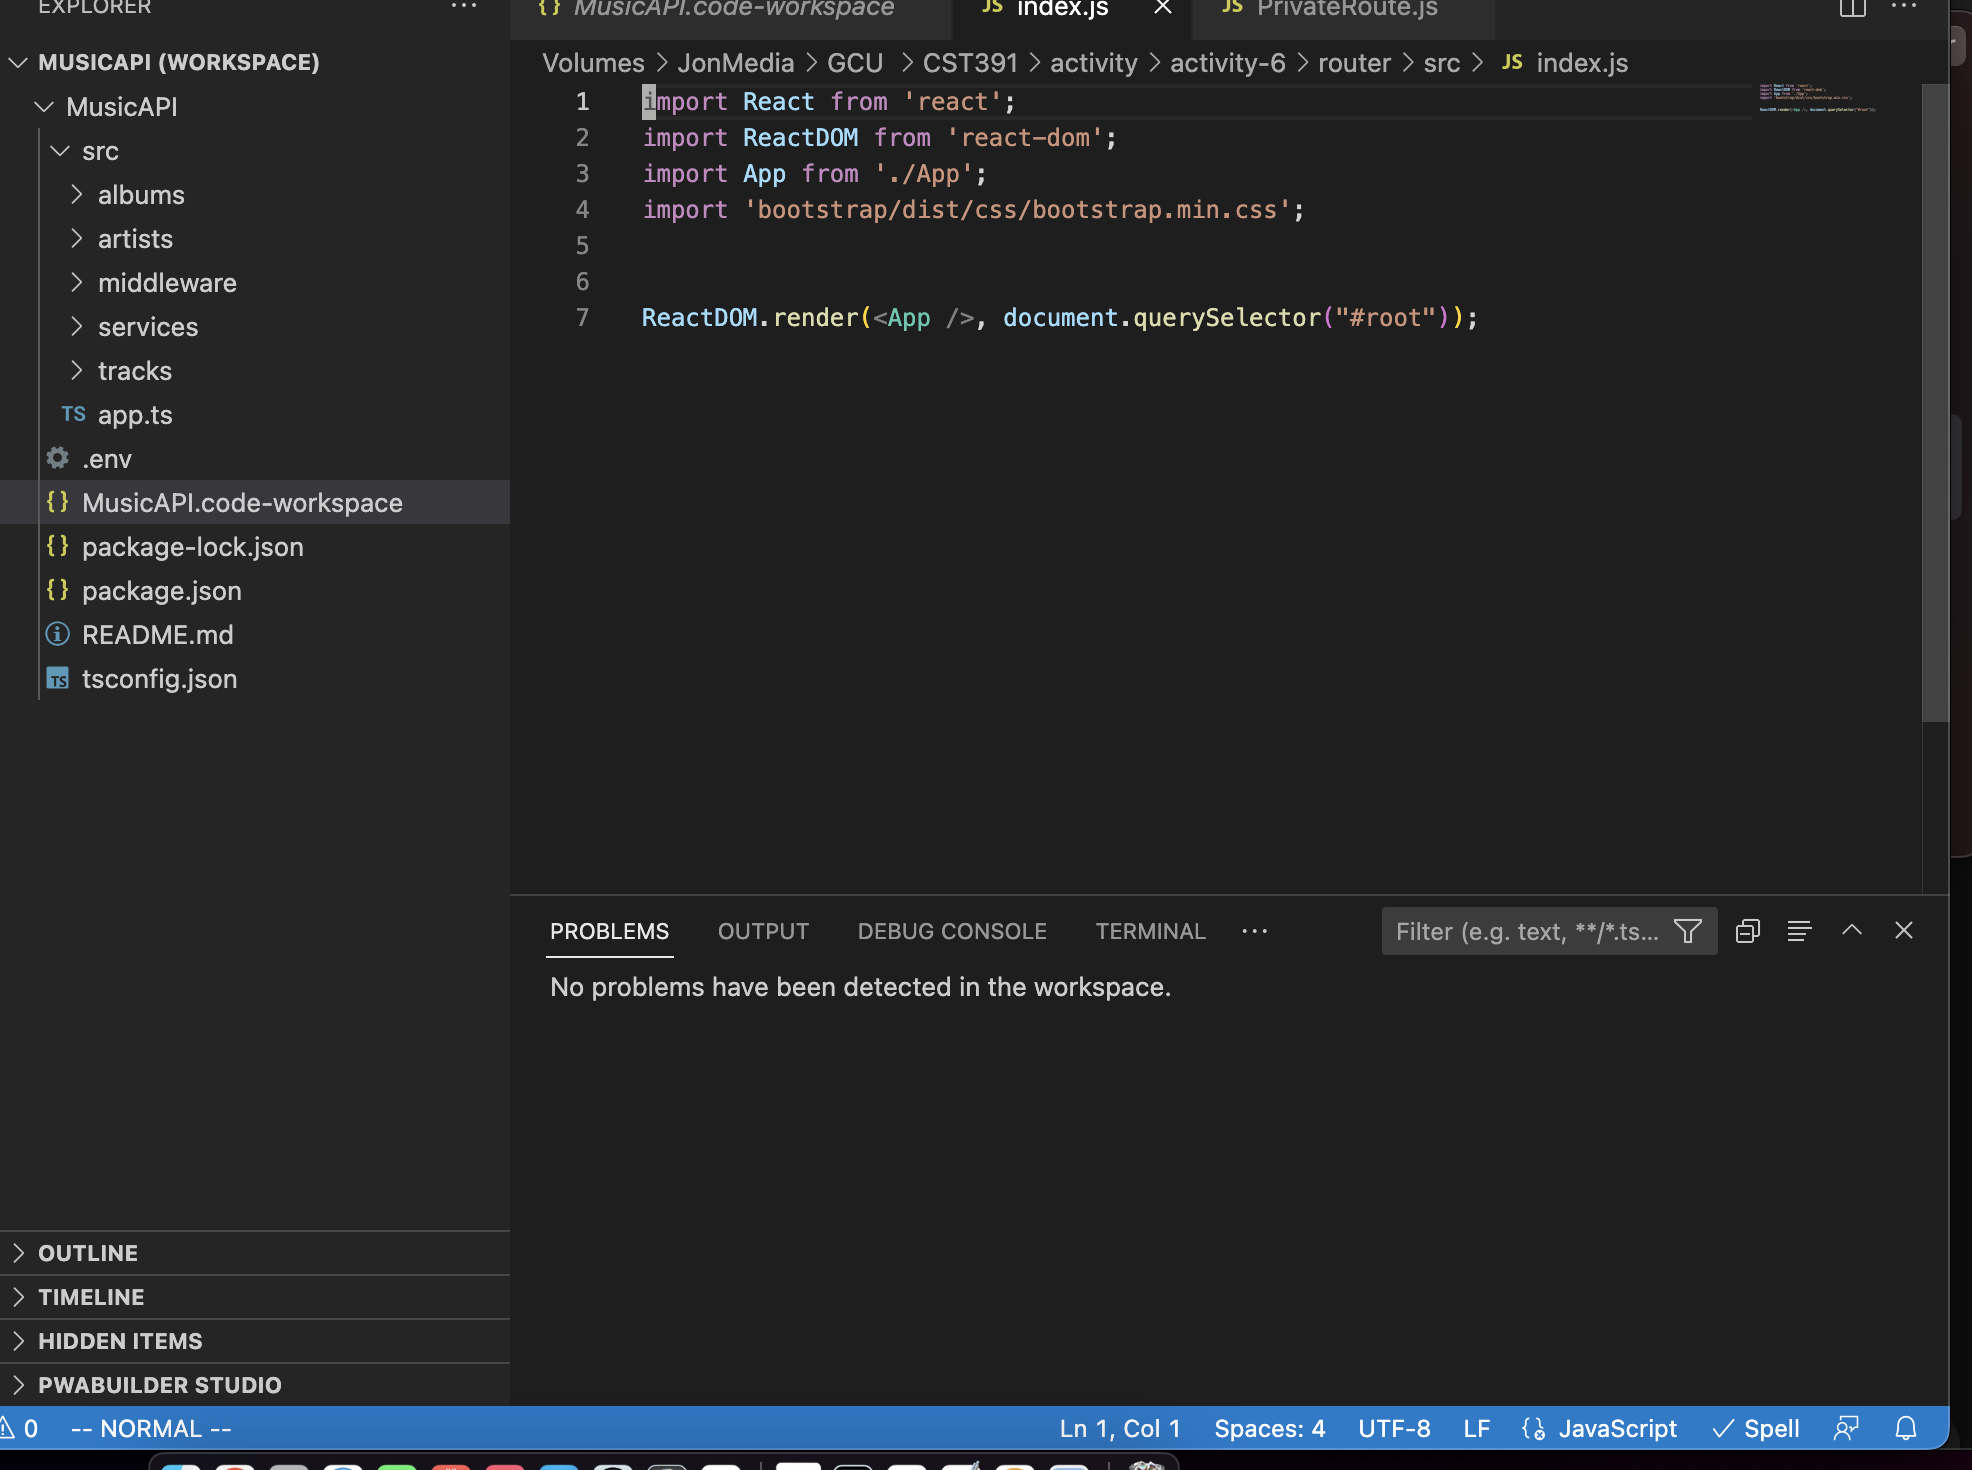 EXPLORER
MUSICAPI (WORKSPACE)
MusicAPI
src
albums
artists
middleware
services
tracks
TS app.ts
.env
{} MusicAPI.code-workspace
{} package-lock.json
{} package.json
README.md
TS tsconfig.json
OUTLINE
TIMELINE
HIDDEN ITEMS
PWABUILDER STUDIO
{} MusicAPI.code-workspace
JS index.js
JS PrivateRoute.js
Volumes > JonMedia > GCU > CST391 > activity > activity-6 > router > src > JS index.js
1 import React from 'react';
2 import ReactDOM from 'react-dom';
3 import App from './App';
4 import 'bootstrap/dist/css/bootstrap.min.css';
5
6
7 ReactDOM.render(<App />, document.querySelector("#root"));
PROBLEMS OUTPUT DEBUG CONSOLE TERMINAL
Filter (e.g. text, **/*.ts...
No problems have been detected in the workspace.
0 -- NORMAL -- Ln 1, Col 1 Spaces: 4 UTF-8 LF JavaScript Spell